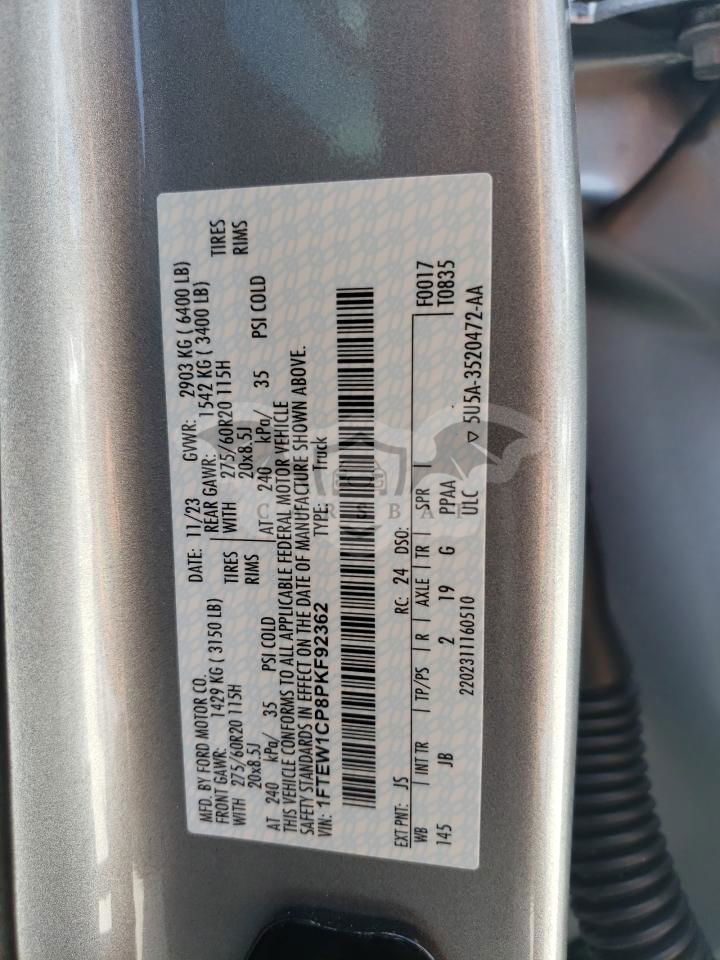 MFD. BY FORD MOTOR CO.
DATE: 11/23 GVWR: 2903 KG ( 6400 LB)
FRONT GAWR: 1429 KG ( 3150 LB) REAR GAWR: 1542 KG ( 3400 LB)
WITH 275/60R20 115H TIRES WITH 275/60R20 115H TIRES
20x8.5J RIMS 20x8.5J RIMS
AT 240 kPa/ 35 PSI COLD AT 240 kPa/ 35 PSI COLD
THIS VEHICLE CONFORMS TO ALL APPLICABLE FEDERAL MOTOR VEHICLE
SAFETY STANDARDS IN EFFECT ON THE DATE OF MANUFACTURE SHOWN ABOVE.
VIN: 1FTEW1CP8PKF92362 TYPE: Truck
EXT PNT: JS RC: 24 DSO: F0017
WB INT TR TP/PS R AXLE TR SPR T0835
145 JB 2 19 G PPAA
2202311160510 ULC ▽ 5U5A-3520472-AA
CARSBAT